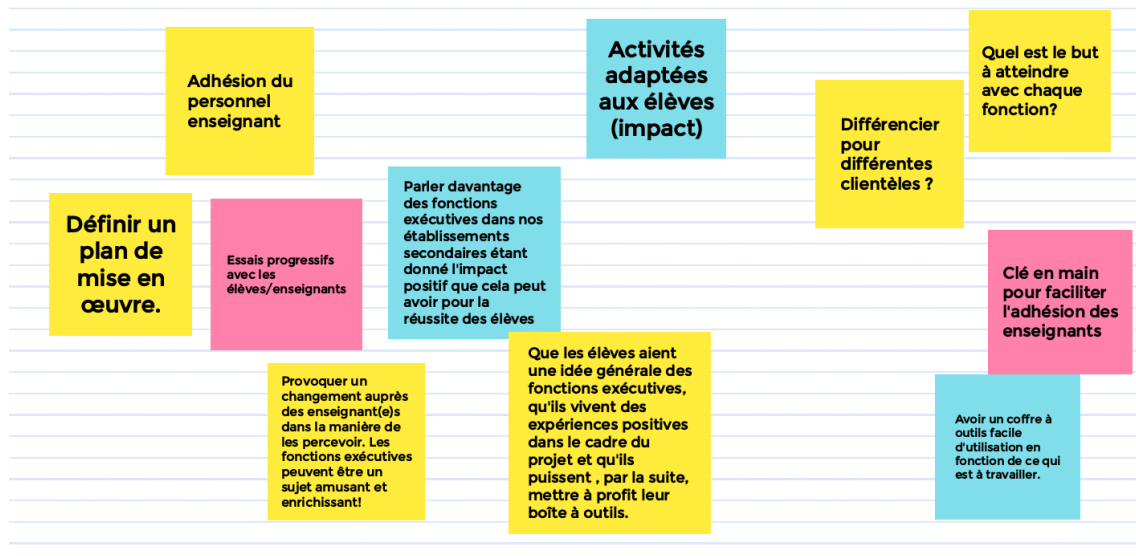 Adhésion du
personnel
enseignant
Activités
adaptées
aux élèves
(impact)
Différencier
pour
différentes
clientèles ?
Quel est le but
à atteindre
avec chaque
fonction?
Définir un
plan de
mise en
œuvre.
Essais progressifs
avec les
élèves/enseignants
Parler davantage
des fonctions
exécutives dans nos
établissements
secondaires étant
donné l'impact
positif que cela peut
avoir pour la
réussite des élèves
Clé en main
pour faciliter
l'adhésion des
enseignants
Provoquer un
changement auprès
des enseignant(e)s
dans la manière de
les percevoir. Les
fonctions exécutives
peuvent être un
sujet amusant et
enrichissant!
Que les élèves aient
une idée générale des
fonctions exécutives,
qu'ils vivent des
expériences positives
dans le cadre du
projet et qu'ils
puissent , par la suite,
mettre à profit leur
boîte à outils.
Avoir un coffre à
outils facile
d'utilisation en
fonction de ce qui
est à travailler.